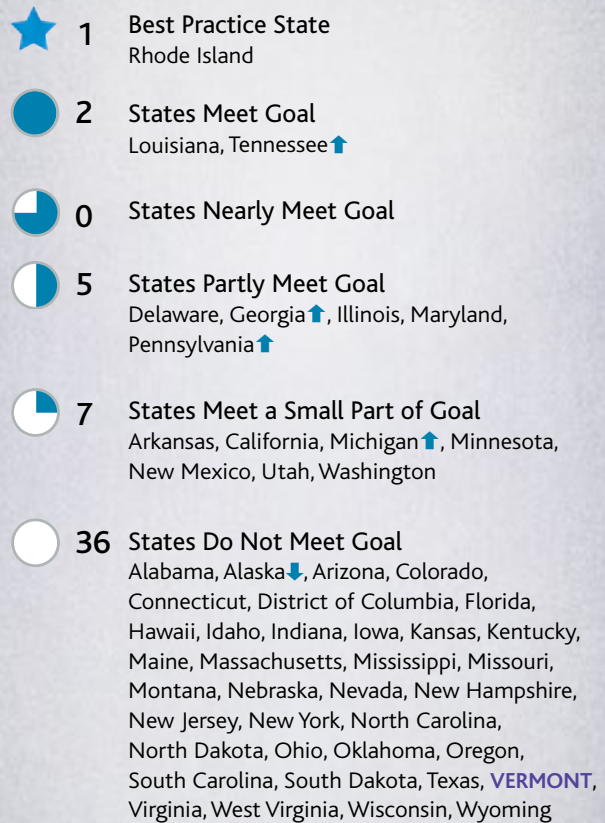 1 Best Practice State
Rhode Island
2 States Meet Goal
Louisiana, Tennessee⬆
0 States Nearly Meet Goal
5 States Partly Meet Goal
Delaware, Georgia⬆, Illinois, Maryland,
Pennsylvania⬆
7 States Meet a Small Part of Goal
Arkansas, California, Michigan⬆, Minnesota,
New Mexico, Utah, Washington
36 States Do Not Meet Goal
Alabama, Alaska⬇, Arizona, Colorado,
Connecticut, District of Columbia, Florida,
Hawaii, Idaho, Indiana, Iowa, Kansas, Kentucky,
Maine, Massachusetts, Mississippi, Missouri,
Montana, Nebraska, Nevada, New Hampshire,
New Jersey, New York, North Carolina,
North Dakota, Ohio, Oklahoma, Oregon,
South Carolina, South Dakota, Texas, VERMONT,
Virginia, West Virginia, Wisconsin, Wyoming